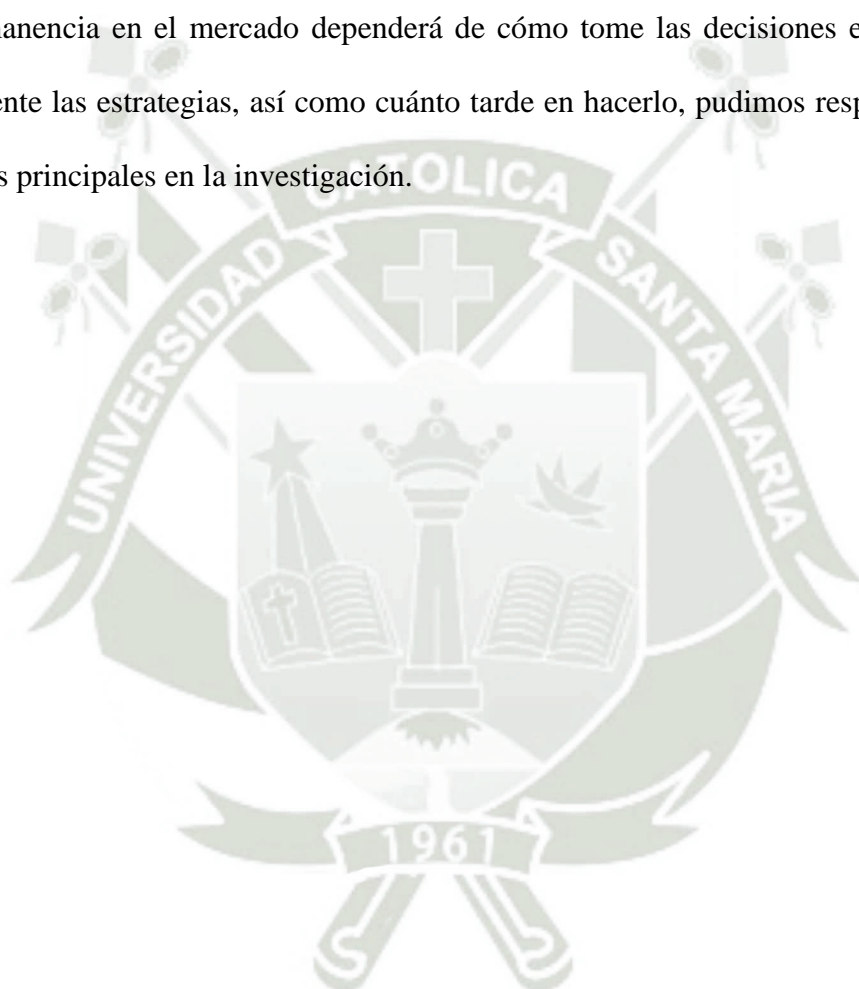 anencia en el mercado dependerá de cómo tome las decisiones e
ente las estrategias, así como cuánto tarde en hacerlo, pudimos resp
s principales en la investigación.
UNIVERSIDAD CATOLICA SANTA MARIA
1961